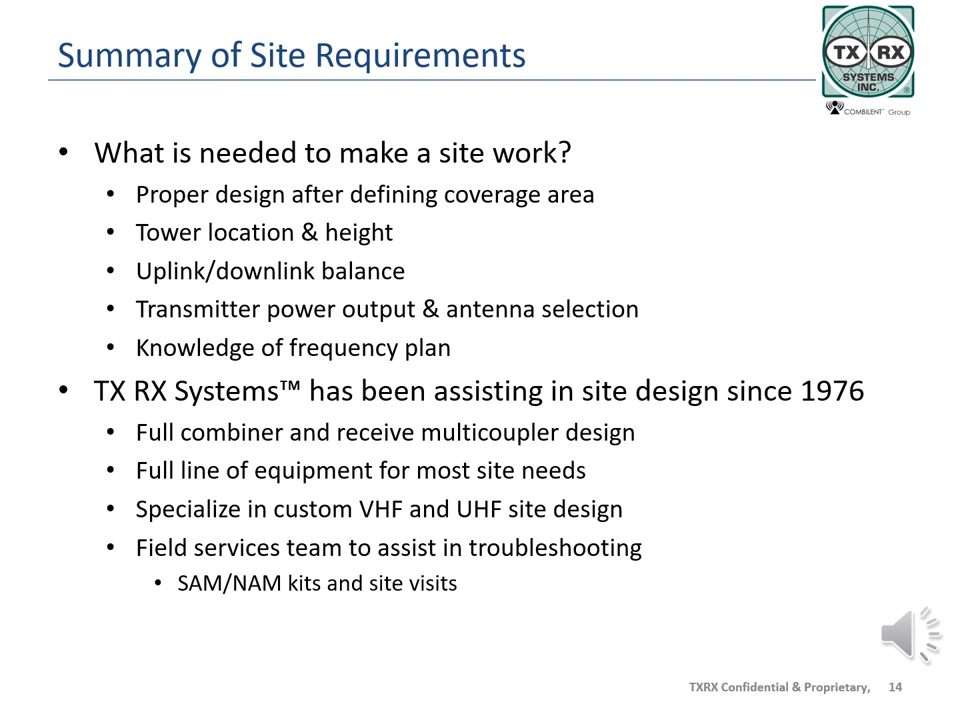 Summary of Site Requirements
TX RX
SYSTEMS
INC.
®
COMBILENT™ Group
• What is needed to make a site work?
• Proper design after defining coverage area
• Tower location & height
• Uplink/downlink balance
• Transmitter power output & antenna selection
• Knowledge of frequency plan
• TX RX Systems™ has been assisting in site design since 1976
• Full combiner and receive multicoupler design
• Full line of equipment for most site needs
• Specialize in custom VHF and UHF site design
• Field services team to assist in troubleshooting
• SAM/NAM kits and site visits
TXRX Confidential & Proprietary, 14